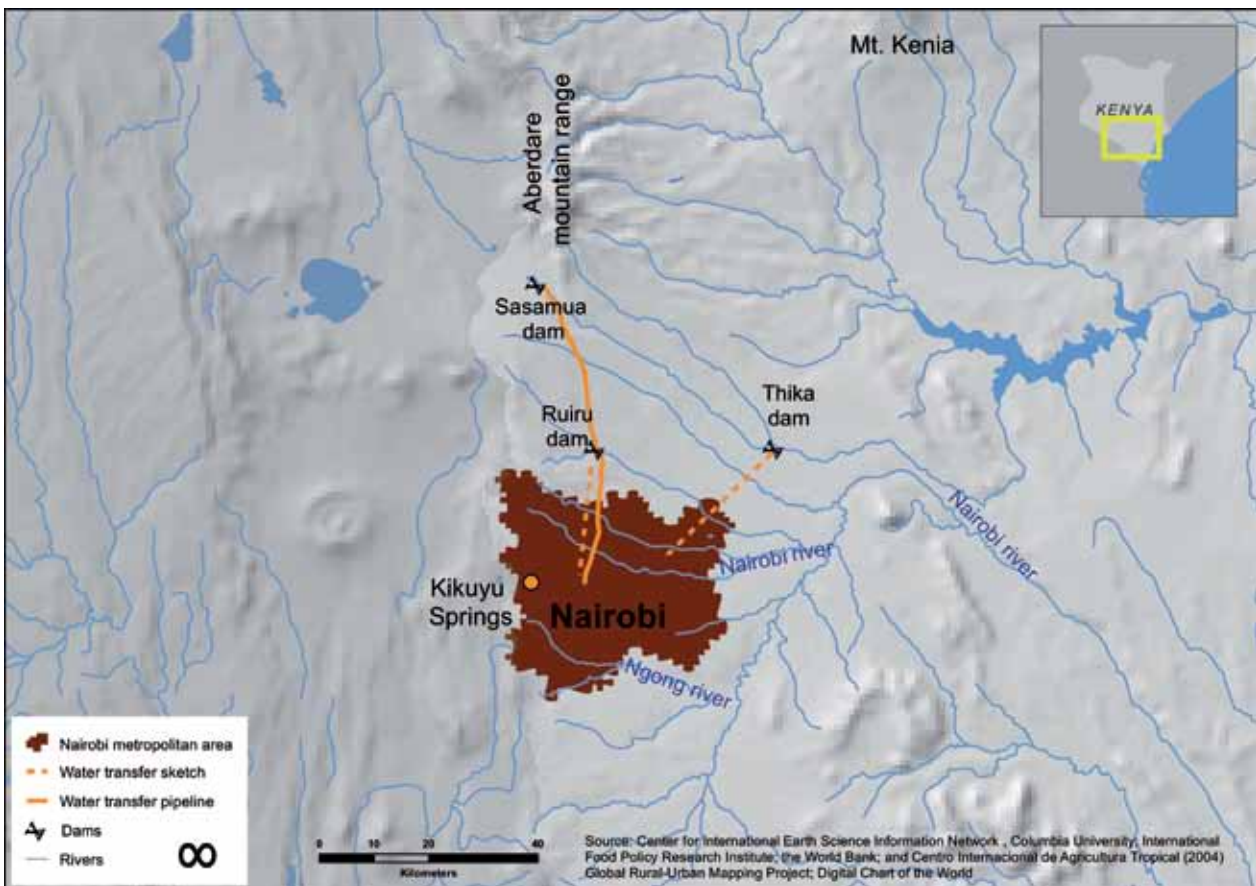 Mt. Kenia
KENYA
Aberdare
mountain range
Sasamua
dam
Thika
dam
Ruiru
dam
Nairobi river
Nairobi river
Kikuyu
Springs
Nairobi
Ngong river
Nairobi metropolitan area
Water transfer sketch
Water transfer pipeline
Dams
Rivers
0 10 20 40
Kilometers
Source: Center for International Earth Science Information Network , Columbia University; International
Food Policy Research Institute; the World Bank; and Centro Internacional de Agricultura Tropical (2004)
Global Rural-Urban Mapping Project; Digital Chart of the World